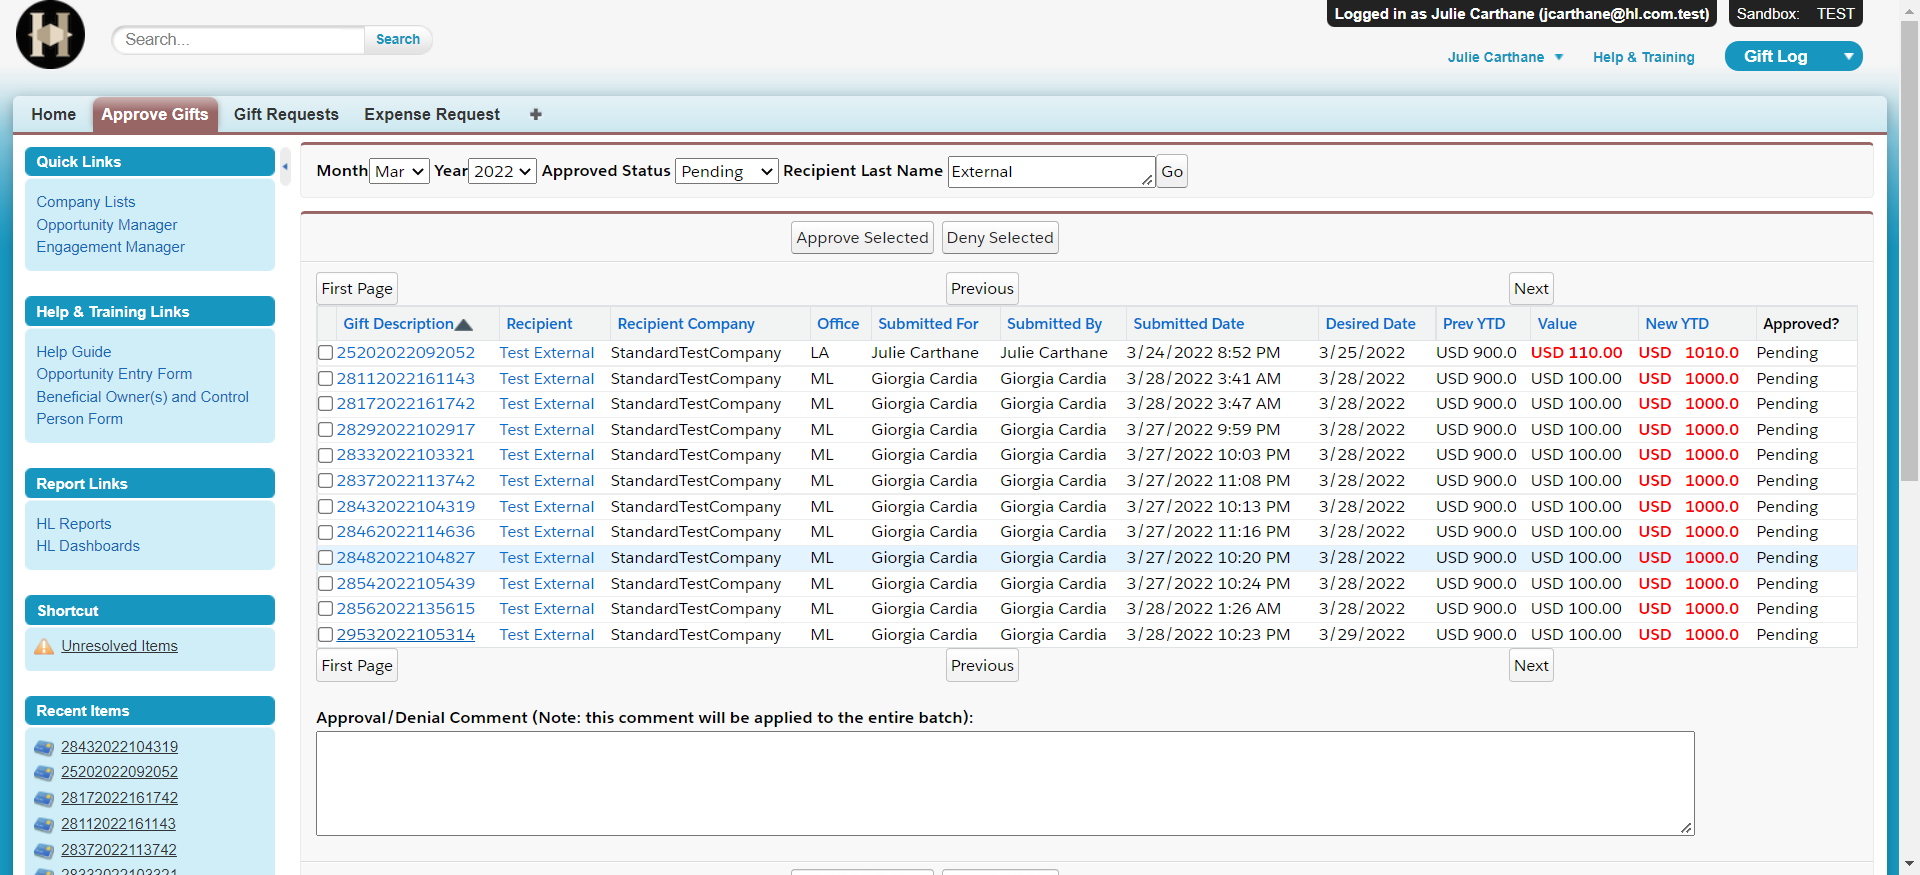 Logged in as Julie Carthane (jcarthane@hl.com.test)
Sandbox: TEST
H
Search...
Search
Julie Carthane
Help & Training
Gift Log
Home
Approve Gifts
Gift Requests
Expense Request
Quick Links
Company Lists
Opportunity Manager
Engagement Manager
Help & Training Links
Help Guide
Opportunity Entry Form
Beneficial Owner(s) and Control
Person Form
Report Links
HL Reports
HL Dashboards
Shortcut
Unresolved Items
Recent Items
28432022104319
25202022092052
28172022161742
28112022161143
28372022113742
28332022103321
Month Mar Year 2022 Approved Status Pending Recipient Last Name External Go
Approve Selected Deny Selected
First Page Previous Next
Gift Description Recipient Recipient Company Office Submitted For Submitted By Submitted Date Desired Date Prev YTD Value New YTD Approved?
25202022092052 Test External StandardTestCompany LA Julie Carthane Julie Carthane 3/24/2022 8:52 PM 3/25/2022 USD 900.0 USD 110.00 USD 1010.0 Pending
28112022161143 Test External StandardTestCompany ML Giorgia Cardia Giorgia Cardia 3/28/2022 3:41 AM 3/28/2022 USD 900.0 USD 100.00 USD 1000.0 Pending
28172022161742 Test External StandardTestCompany ML Giorgia Cardia Giorgia Cardia 3/28/2022 3:47 AM 3/28/2022 USD 900.0 USD 100.00 USD 1000.0 Pending
28292022102917 Test External StandardTestCompany ML Giorgia Cardia Giorgia Cardia 3/27/2022 9:59 PM 3/28/2022 USD 900.0 USD 100.00 USD 1000.0 Pending
28332022103321 Test External StandardTestCompany ML Giorgia Cardia Giorgia Cardia 3/27/2022 10:03 PM 3/28/2022 USD 900.0 USD 100.00 USD 1000.0 Pending
28372022113742 Test External StandardTestCompany ML Giorgia Cardia Giorgia Cardia 3/27/2022 11:08 PM 3/28/2022 USD 900.0 USD 100.00 USD 1000.0 Pending
28432022104319 Test External StandardTestCompany ML Giorgia Cardia Giorgia Cardia 3/27/2022 10:13 PM 3/28/2022 USD 900.0 USD 100.00 USD 1000.0 Pending
28462022114636 Test External StandardTestCompany ML Giorgia Cardia Giorgia Cardia 3/27/2022 11:16 PM 3/28/2022 USD 900.0 USD 100.00 USD 1000.0 Pending
28482022104827 Test External StandardTestCompany ML Giorgia Cardia Giorgia Cardia 3/27/2022 10:20 PM 3/28/2022 USD 900.0 USD 100.00 USD 1000.0 Pending
28542022105439 Test External StandardTestCompany ML Giorgia Cardia Giorgia Cardia 3/27/2022 10:24 PM 3/28/2022 USD 900.0 USD 100.00 USD 1000.0 Pending
28562022135615 Test External StandardTestCompany ML Giorgia Cardia Giorgia Cardia 3/28/2022 1:26 AM 3/28/2022 USD 900.0 USD 100.00 USD 1000.0 Pending
29532022105314 Test External StandardTestCompany ML Giorgia Cardia Giorgia Cardia 3/28/2022 10:23 PM 3/29/2022 USD 900.0 USD 100.00 USD 1000.0 Pending
First Page Previous Next
Approval/Denial Comment (Note: this comment will be applied to the entire batch):